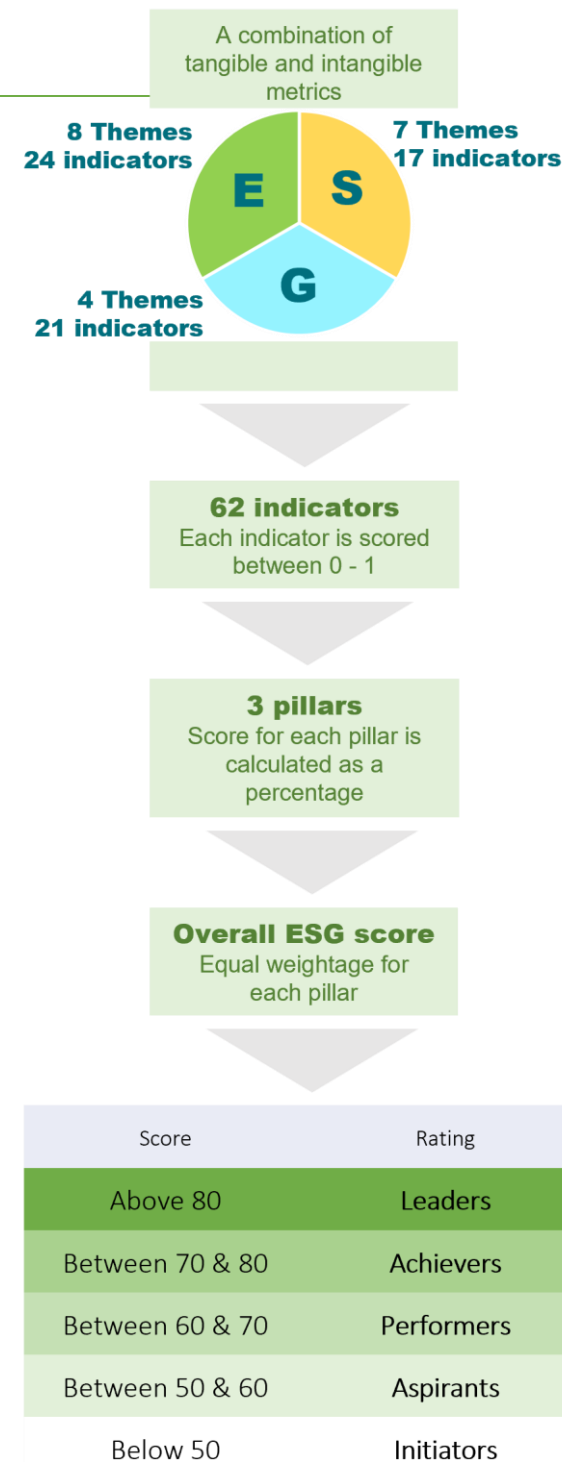 A combination of
tangible and intangible
metrics
8 Themes
24 indicators
7 Themes
17 indicators
E
S
G
4 Themes
21 indicators
62 indicators
Each indicator is scored
between 0 - 1
3 pillars
Score for each pillar is
calculated as a
percentage
Overall ESG score
Equal weightage for
each pillar
Score Rating
Above 80 Leaders
Between 70 & 80 Achievers
Between 60 & 70 Performers
Between 50 & 60 Aspirants
Below 50 Initiators